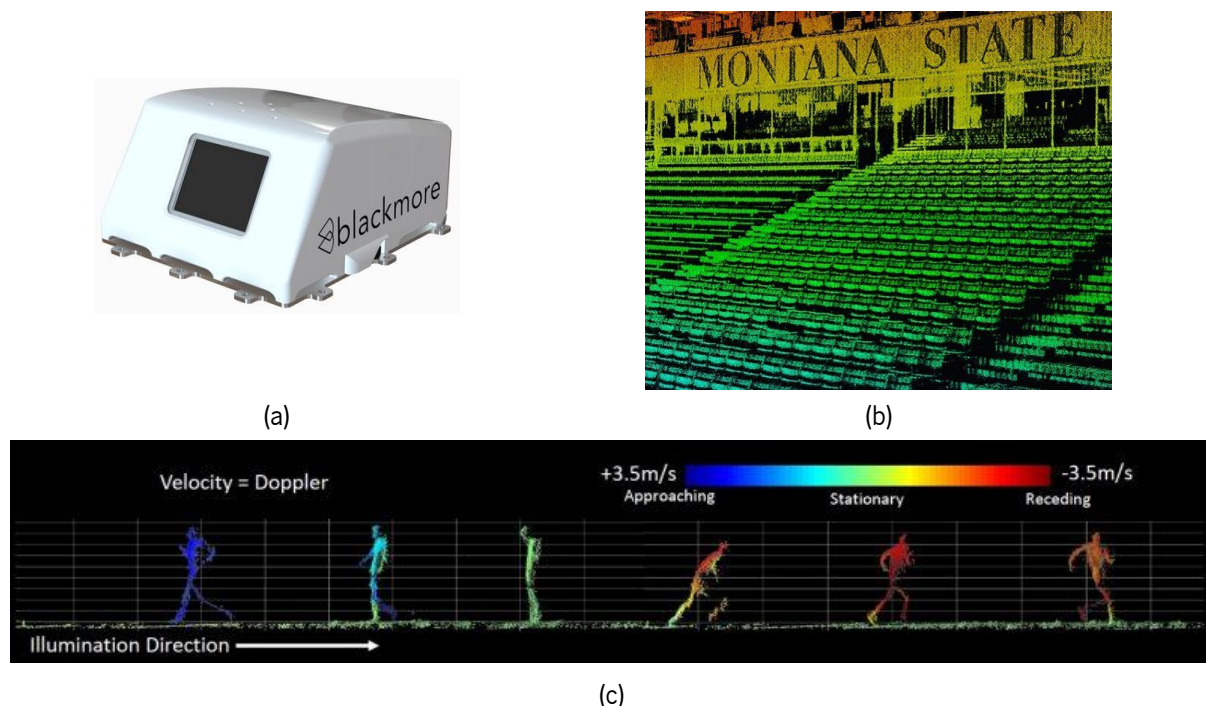 blackmore
MONTANA STATE
(a)
(b)
Velocity = Doppler
+3.5m/s
-3.5m/s
Approaching
Stationary
Receding
Illumination Direction
(c)